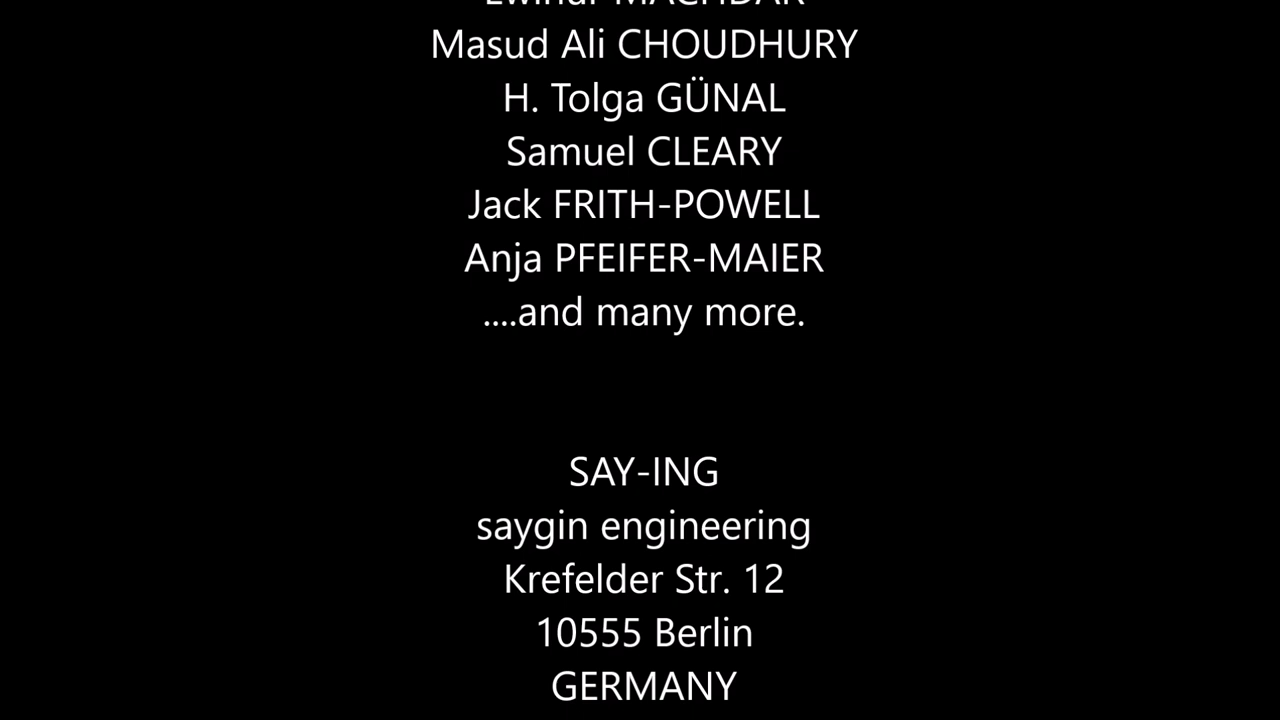 Masud Ali CHOUDHURY
H. Tolga GÜNAL
Samuel CLEARY
Jack FRITH-POWELL
Anja PFEIFER-MAIER
....and many more.
SAY-ING
saygin engineering
Krefelder Str. 12
10555 Berlin
GERMANY